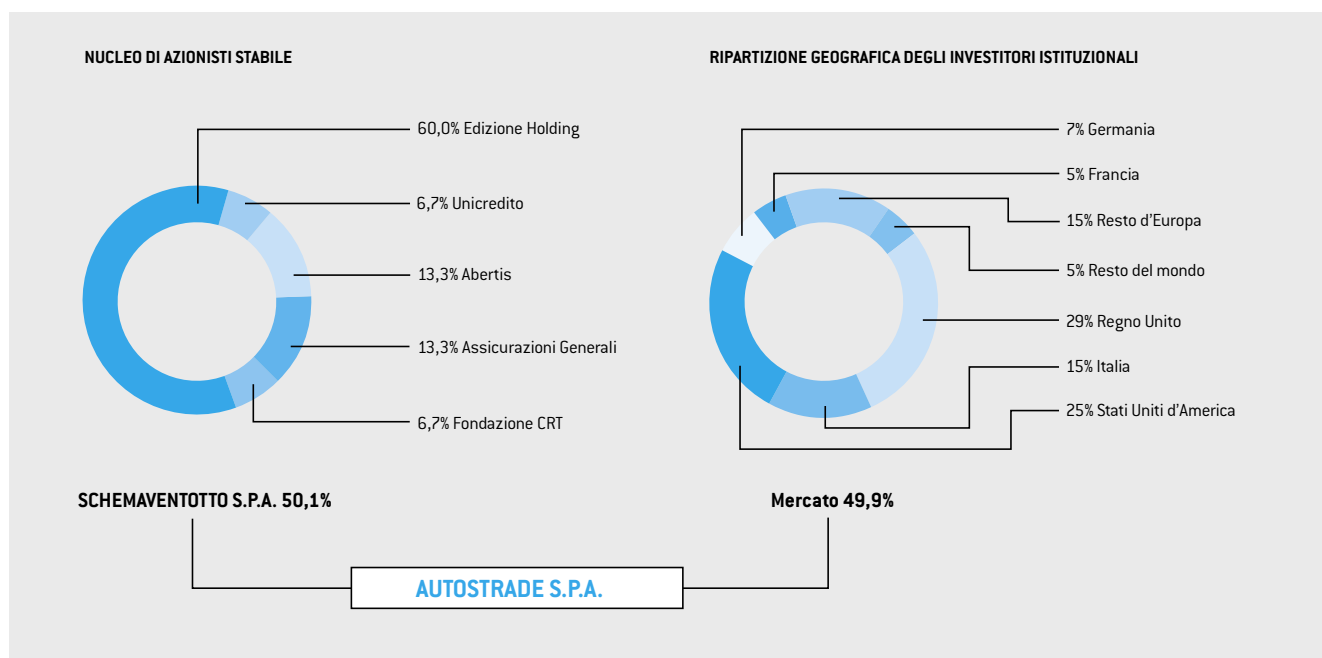 NUCLEO DI AZIONISTI STABILE
60,0% Edizione Holding
6,7% Unicredito
13,3% Abertis
13,3% Assicurazioni Generali
6,7% Fondazione CRT
SCHEMAVENTOTTO S.P.A. 50,1%
RIPARTIZIONE GEOGRAFICA DEGLI INVESTITORI ISTITUZIONALI
7% Germania
5% Francia
15% Resto d'Europa
5% Resto del mondo
29% Regno Unito
15% Italia
25% Stati Uniti d'America
Mercato 49,9%
AUTOSTRADE S.P.A.